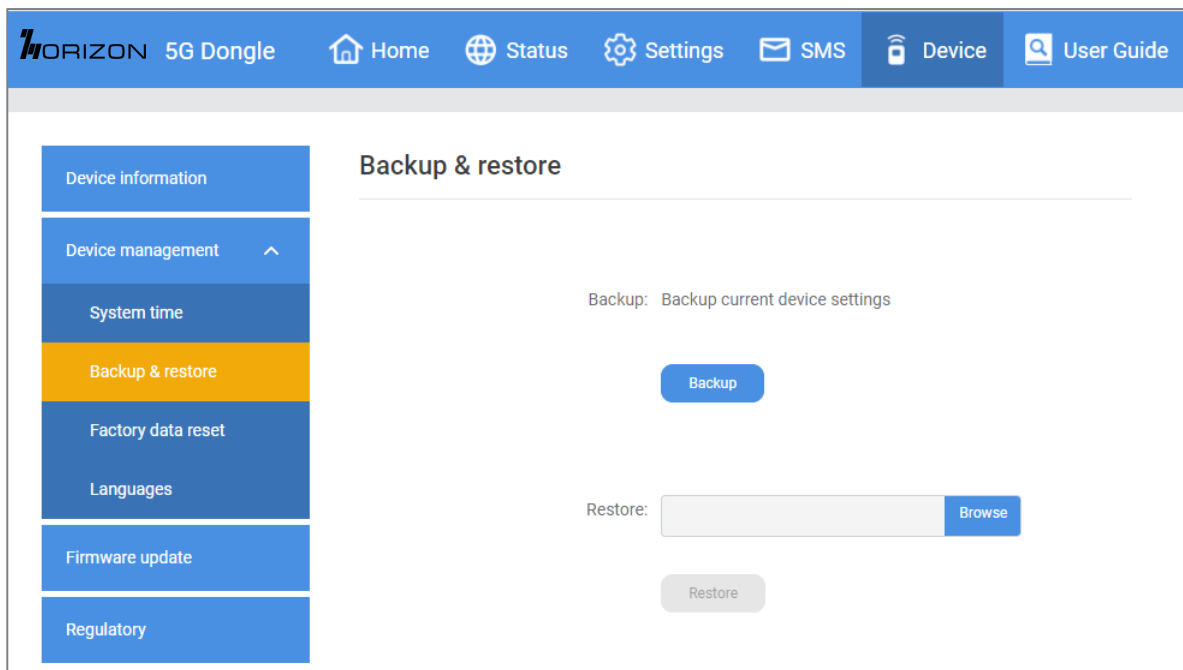 HORIZON 5G Dongle Home Status Settings SMS Device User Guide
Device information
Device management
System time
Backup & restore
Factory data reset
Languages
Firmware update
Regulatory
Backup & restore
Backup: Backup current device settings
Backup
Restore: Browse
Restore